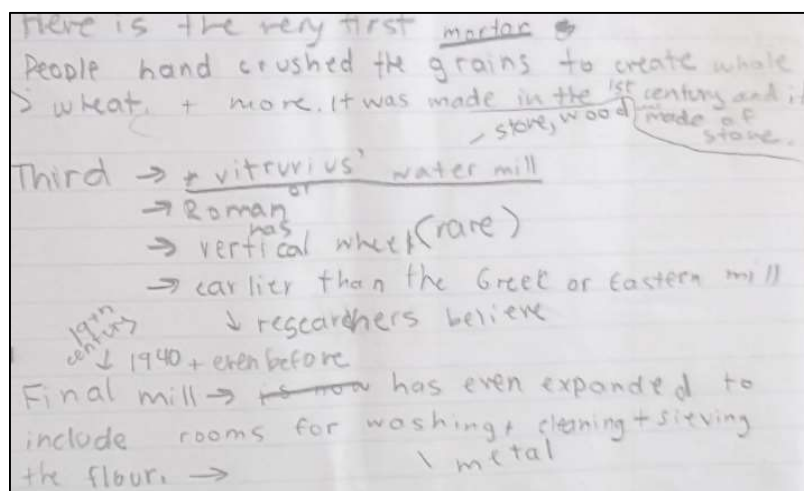 Here is the very first mortar
People hand crushed the grains to create whole
wheat. + more. It was made in the 1st century and it
- stone, wood made of
stone.
Third → vitruvius' water mill
or
→ Roman
has
→ vertical wheel (rare)
→ earlier than the Greek or Eastern mill
↓ researchers believe
19th
century
↓ 1940 + even before
Final mill → is now has even expanded to
include rooms for washing + cleaning + sieving
\ metal
the flour. →